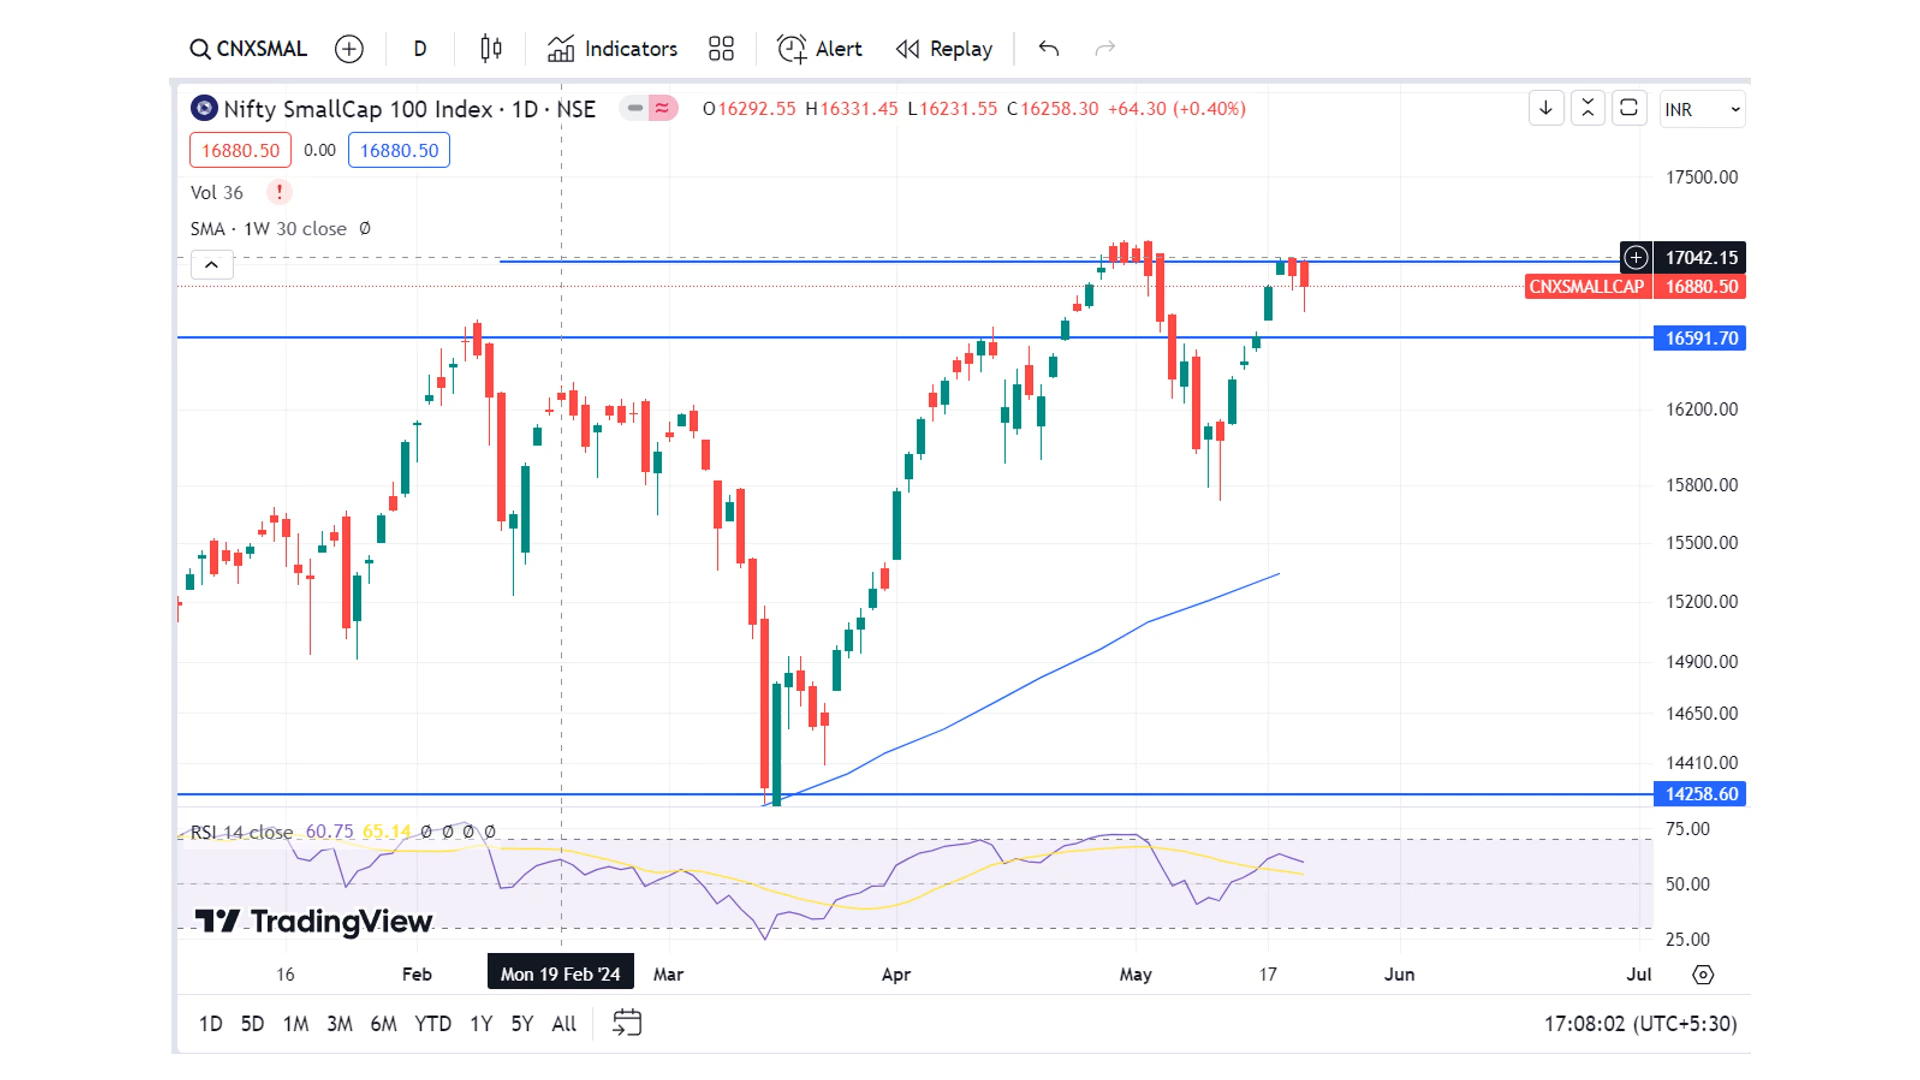 CNXSMAL D Indicators Alert Replay
Nifty SmallCap 100 Index · 1D · NSE O16292.55 H16331.45 L16231.55 C16258.30 +64.30 (+0.40%) INR
16880.50 0.00 16880.50
Vol 36 !
17500.00
SMA · 1W 30 close Ø
17042.15
CNXSMALLCAP 16880.50
16591.70
16200.00
15800.00
15500.00
15200.00
14900.00
14650.00
14410.00
14258.60
RSI 14 close 60.75 65.14 Ø Ø Ø Ø
75.00
50.00
TradingView
25.00
16 Feb Mon 19 Feb '24 Mar Apr May 17 Jun Jul
1D 5D 1M 3M 6M YTD 1Y 5Y All 17:08:02 (UTC+5:30)